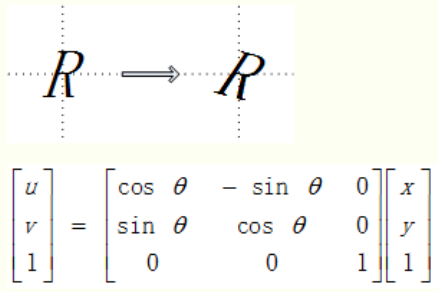 R R
u cos θ - sin θ 0 x
v = sin θ cos θ 0 y
1 0 0 1 1